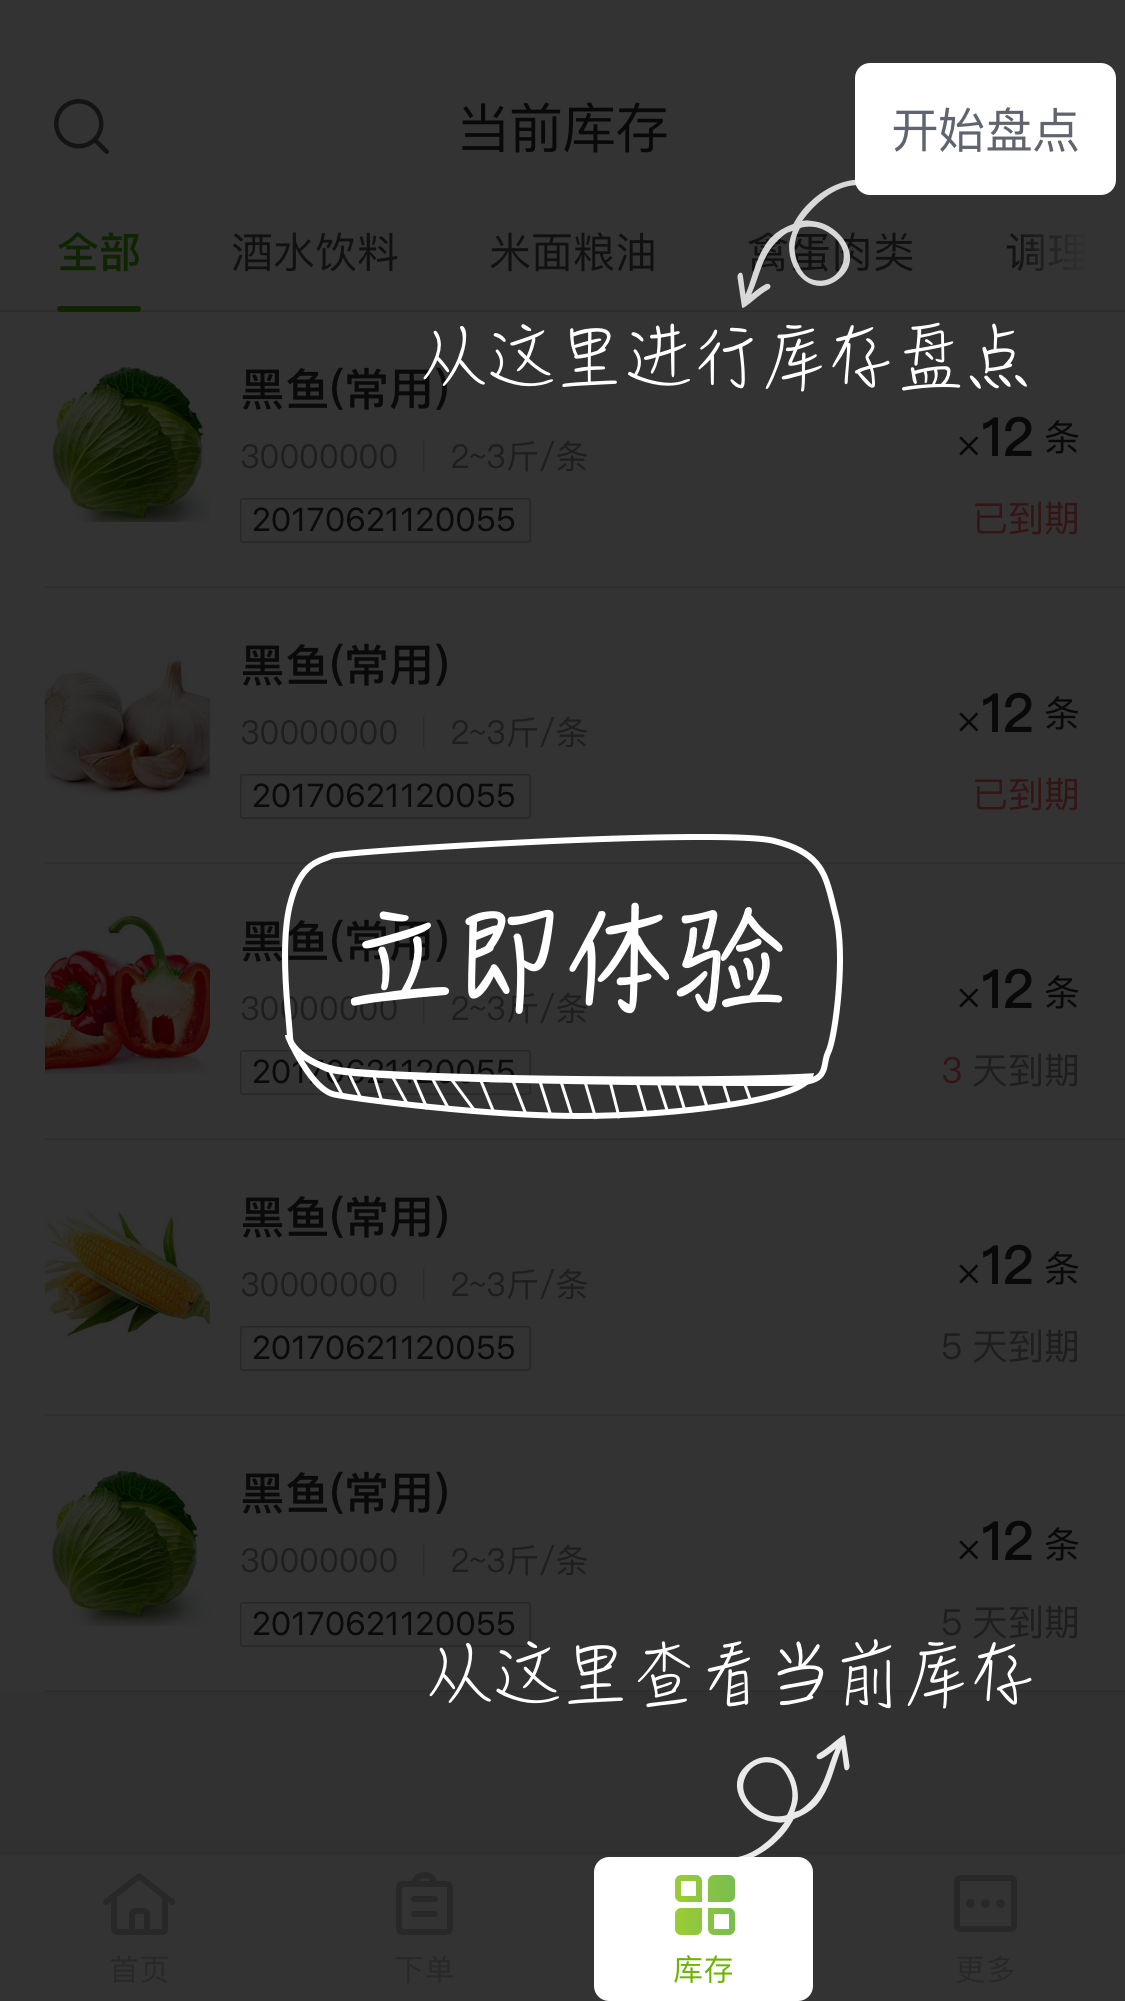 当前库存
开始盘点
全部 酒水饮料 米面粮油 禽蛋肉类 调理
从这里进行库存盘点
黑鱼(常用)
×12 条
30000000 2~3斤/条
20170621120055
已到期
黑鱼(常用)
×12 条
30000000 2~3斤/条
20170621120055
已到期
立即体验
黑鱼(常用)
×12 条
30000000 2~3斤/条
20170621120055
3 天到期
黑鱼(常用)
×12 条
30000000 2~3斤/条
20170621120055
5 天到期
黑鱼(常用)
×12 条
30000000 2~3斤/条
20170621120055
5 天到期
从这里查看当前库存
首页 下单 库存 更多